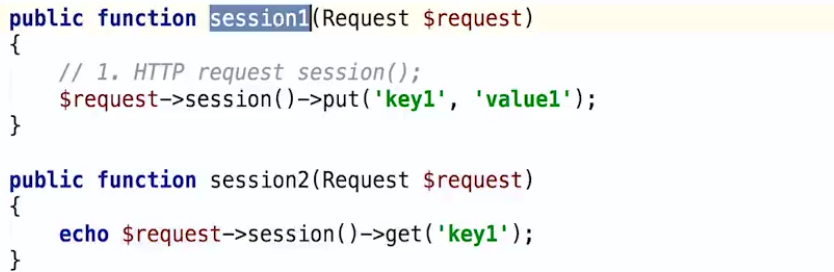 public function session1(Request $request)
{
// 1. HTTP request session();
$request->session()->put('key1', 'value1');
}
public function session2(Request $request)
{
echo $request->session()->get('key1');
}